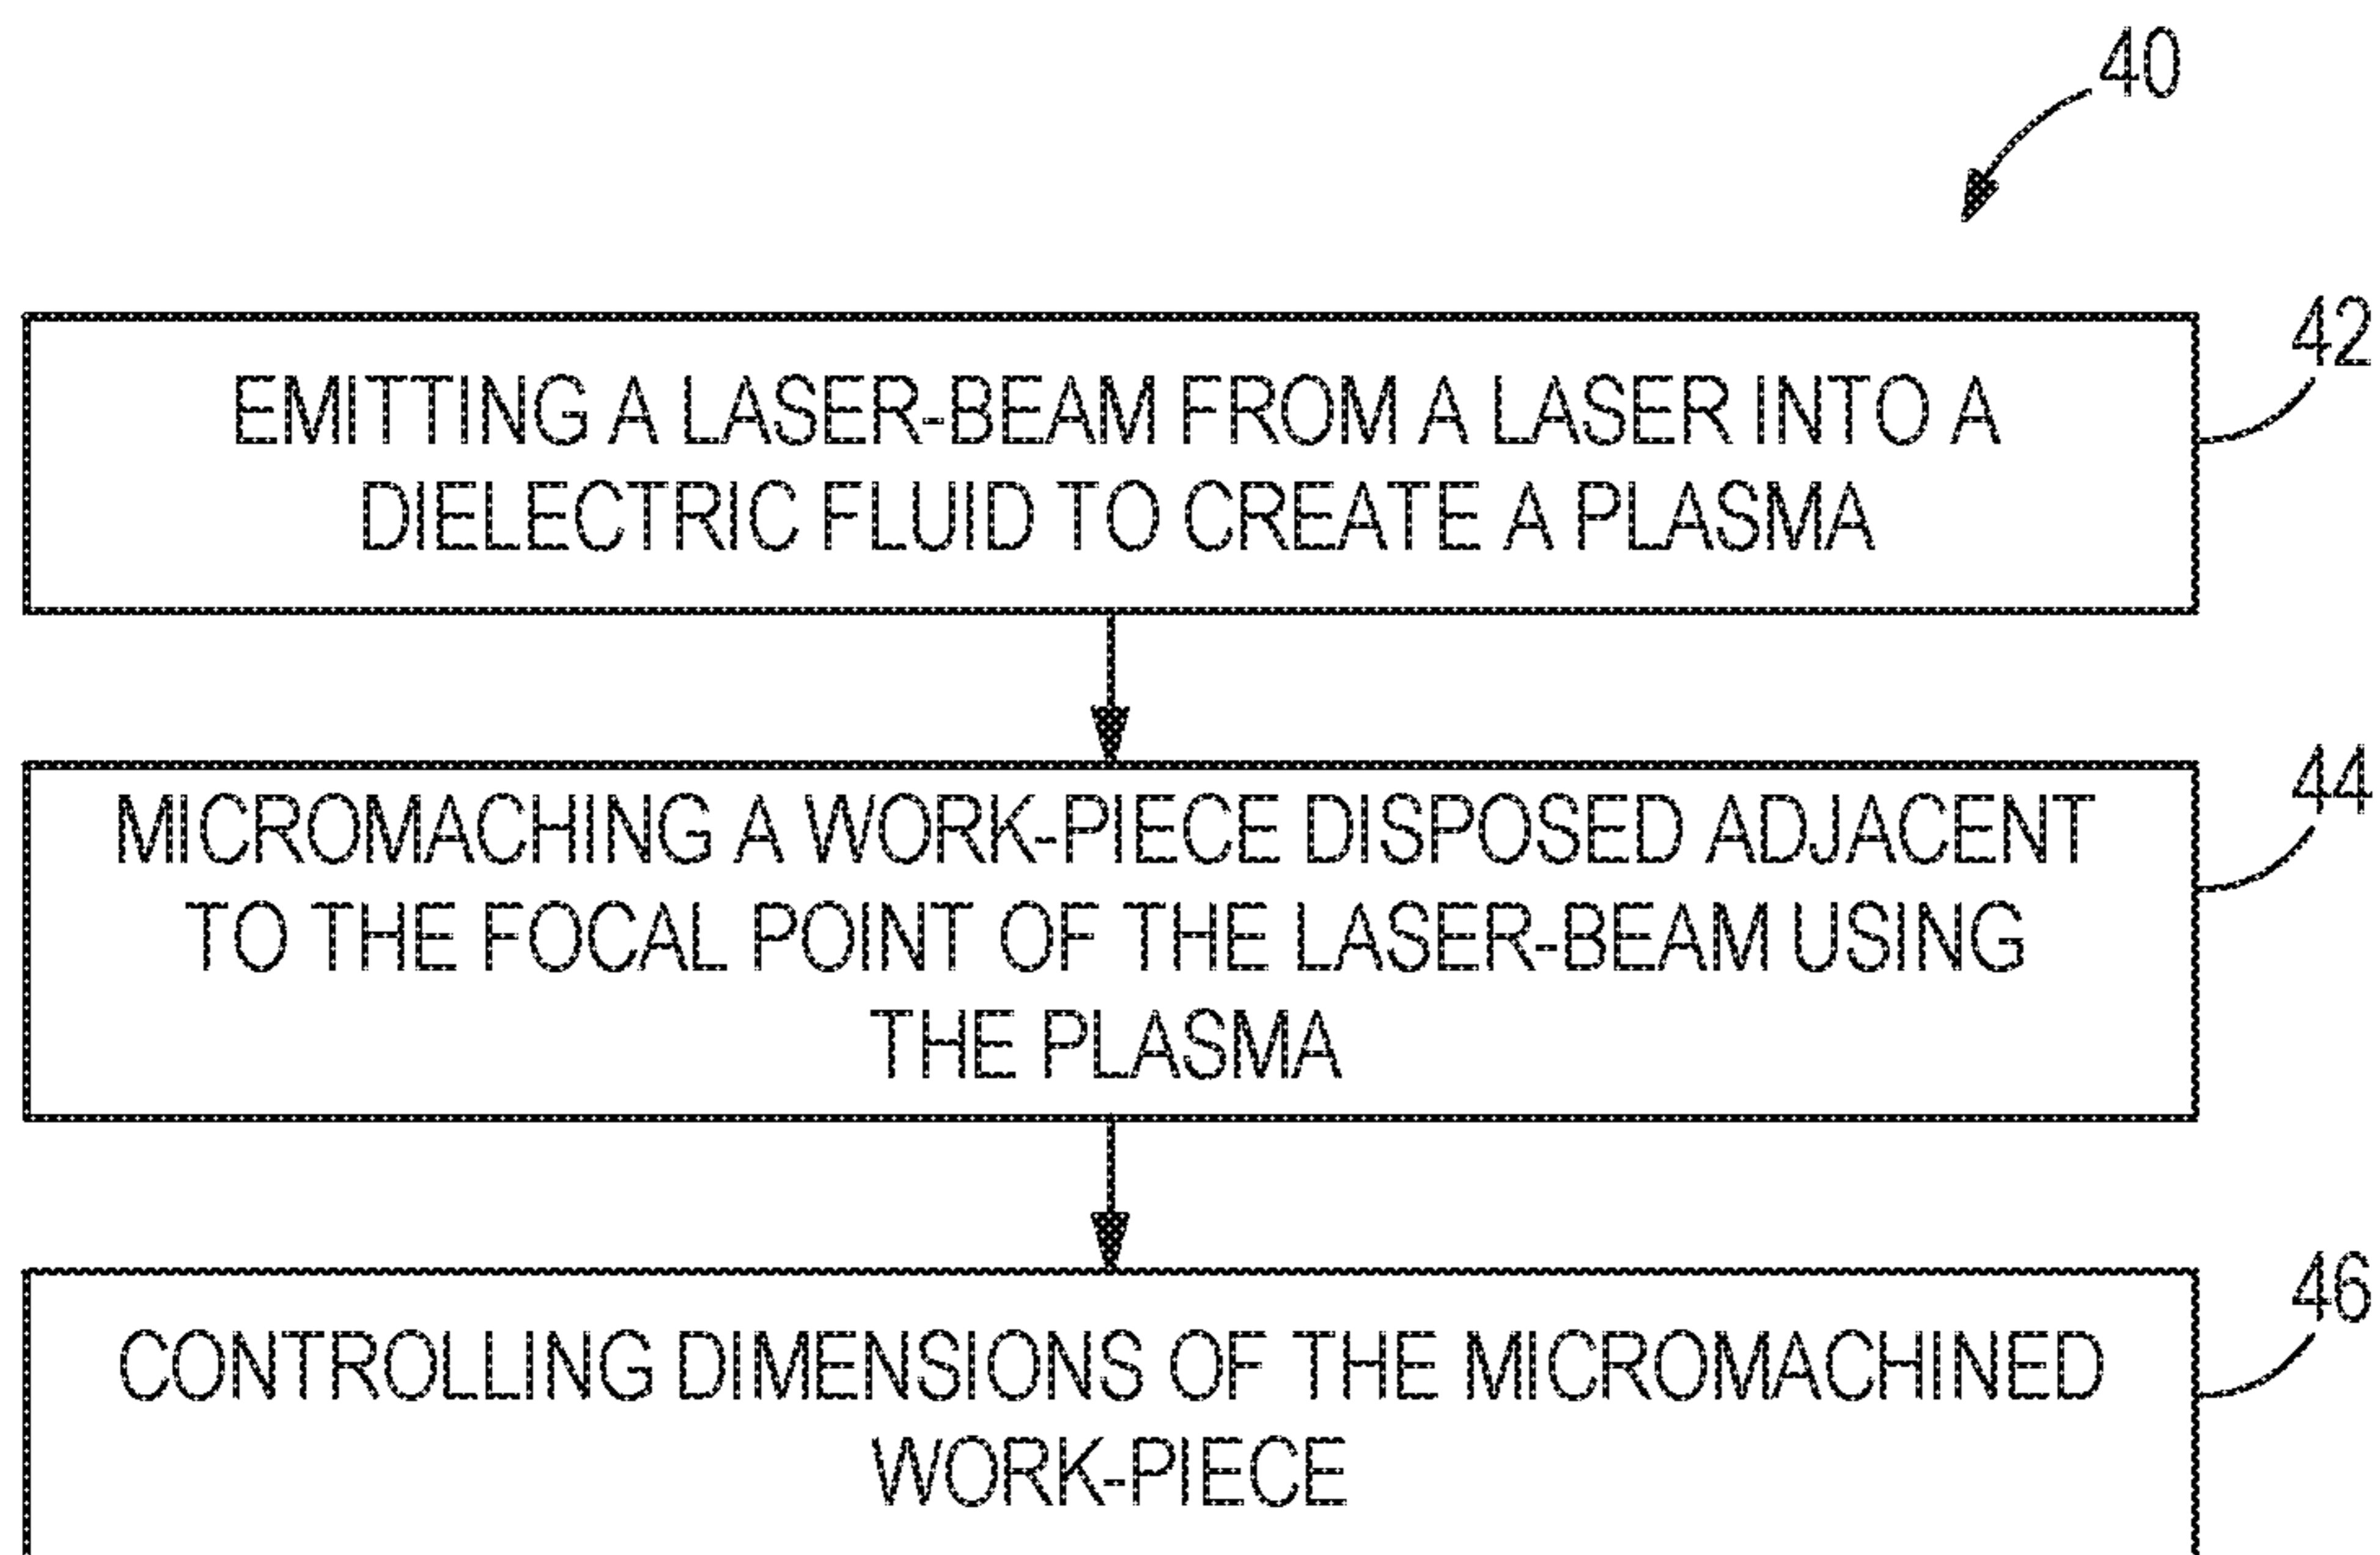 40
42
EMITTING A LASER-BEAM FROM A LASER INTO A
DIELECTRIC FLUID TO CREATE A PLASMA
44
MICROMACHING A WORK-PIECE DISPOSED ADJACENT
TO THE FOCAL POINT OF THE LASER-BEAM USING
THE PLASMA
46
CONTROLLING DIMENSIONS OF THE MICROMACHINED
WORK-PIECE